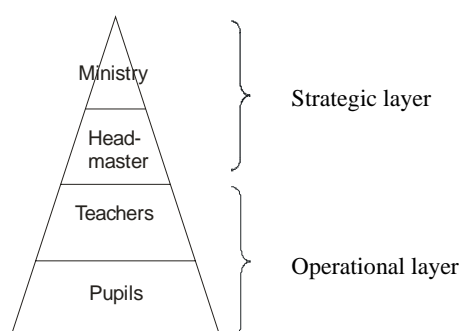 Ministry
Strategic layer
Head-
master
Teachers
Operational layer
Pupils